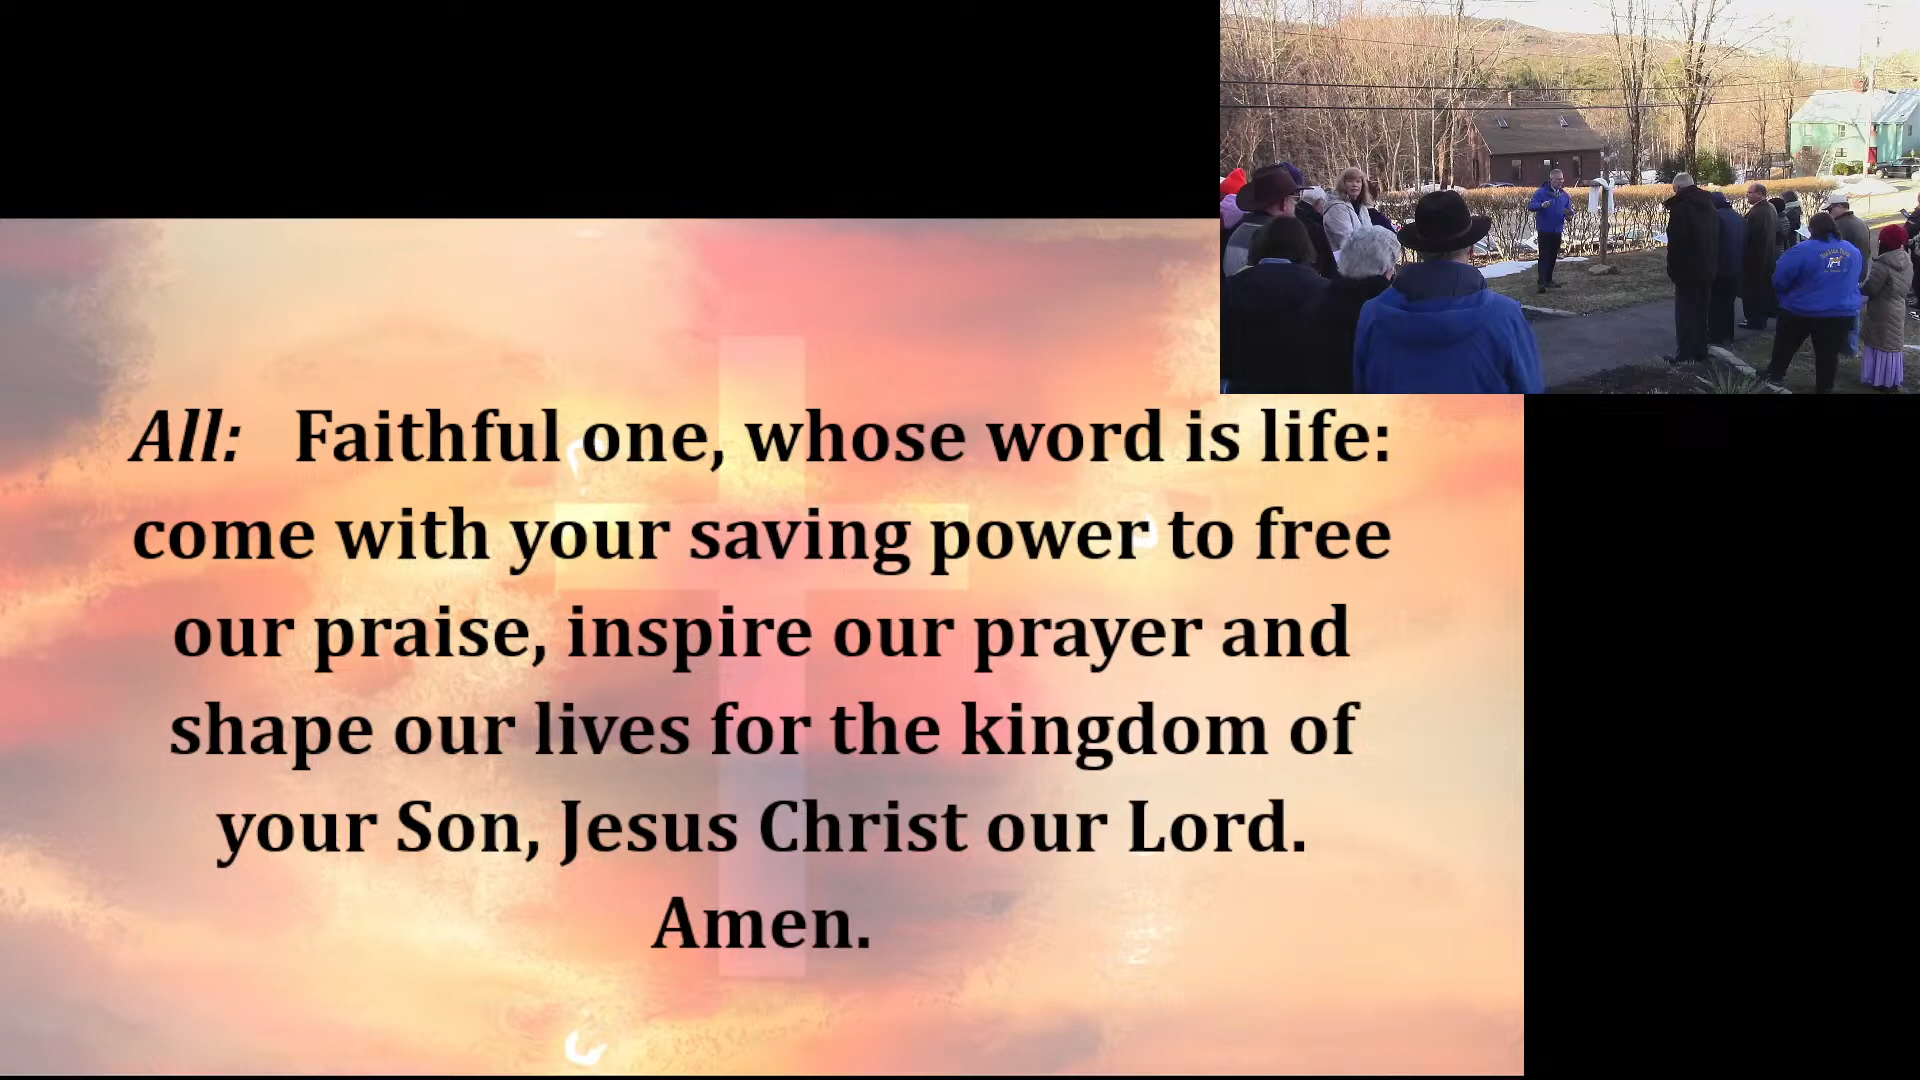 All: Faithful one, whose word is life:
come with your saving power to free
our praise, inspire our prayer and
shape our lives for the kingdom of
your Son, Jesus Christ our Lord.
Amen.